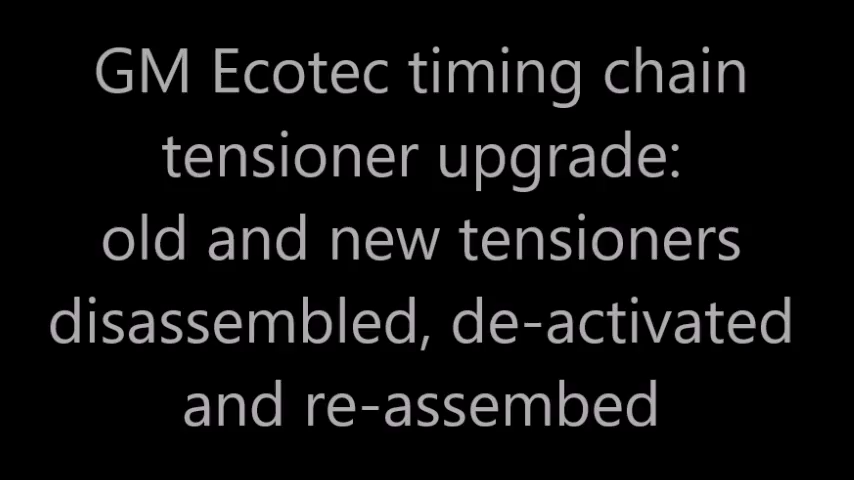 GM Ecotec timing chain
tensioner upgrade:
old and new tensioners
disassembled, de-activated
and re-assembed